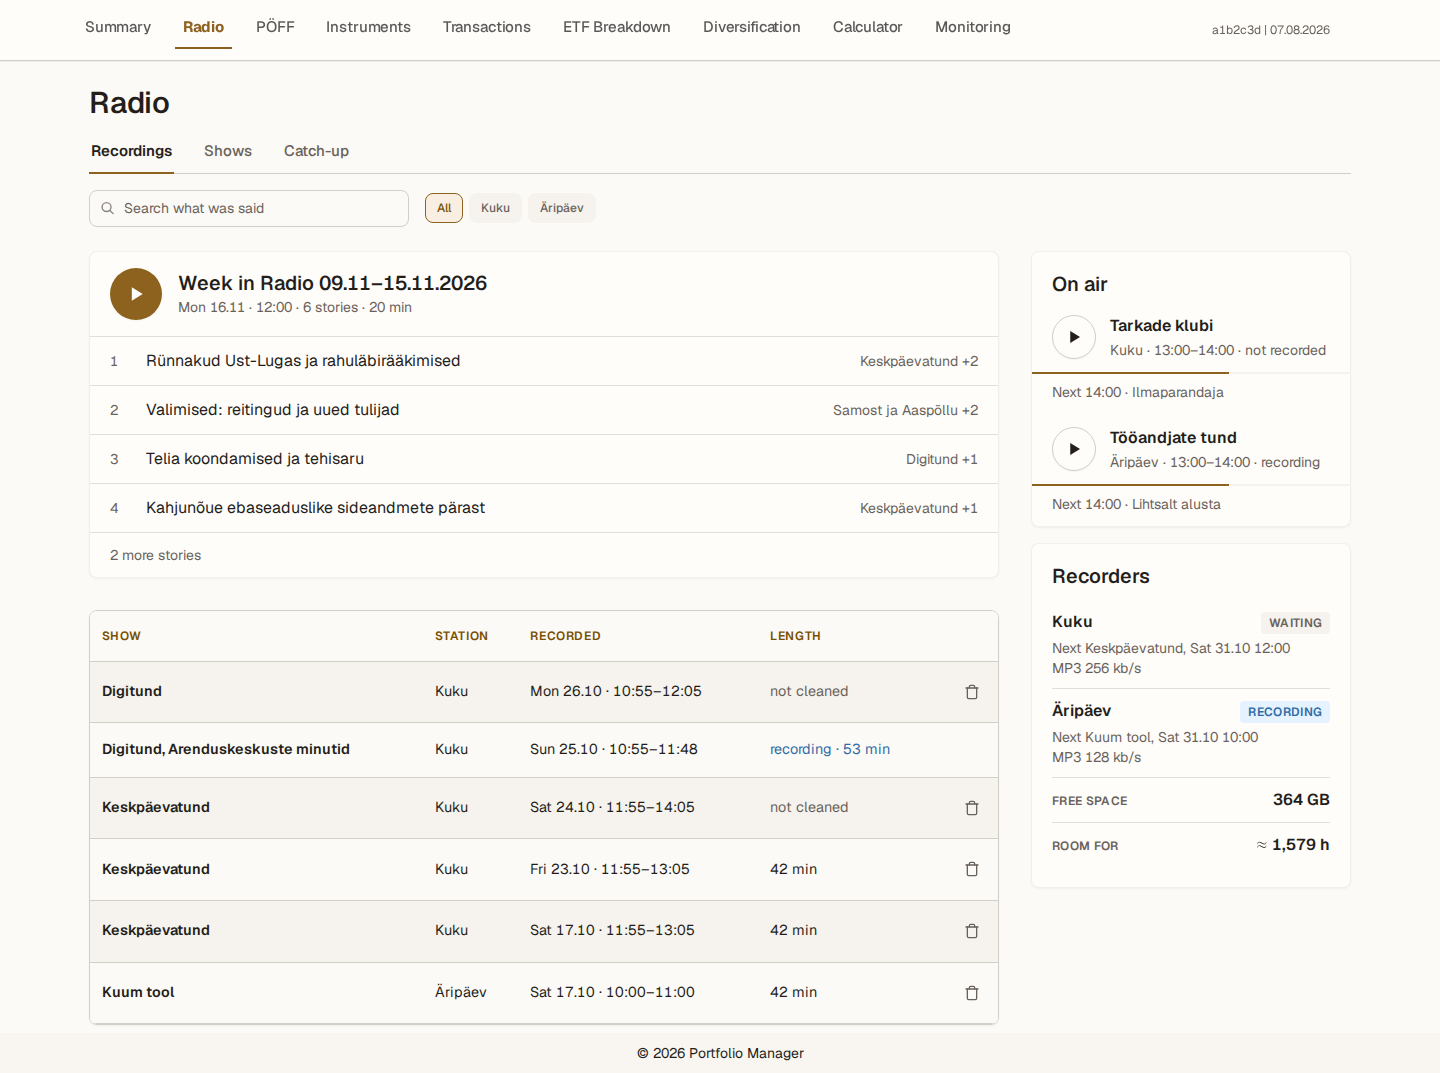 Summary Radio PÖFF Instruments Transactions ETF Breakdown Diversification Calculator Monitoring a1b2c3d | 07.08.2026
Radio
Recordings Shows Catch-up
Search what was said All Kuku Äripäev
Week in Radio 09.11–15.11.2026
Mon 16.11 · 12:00 · 6 stories · 20 min
1 Rünnakud Ust-Lugas ja rahuläbirääkimised Keskpäevatund +2
2 Valimised: reitingud ja uued tulijad Samost ja Aaspõllu +2
3 Telia koondamised ja tehisaru Digitund +1
4 Kahjunõue ebaseaduslike sideandmete pärast Keskpäevatund +1
2 more stories
SHOW STATION RECORDED LENGTH
Digitund Kuku Mon 26.10 · 10:55–12:05 not cleaned
Digitund, Arenduskeskuste minutid Kuku Sun 25.10 · 10:55–11:48 recording · 53 min
Keskpäevatund Kuku Sat 24.10 · 11:55–14:05 not cleaned
Keskpäevatund Kuku Fri 23.10 · 11:55–13:05 42 min
Keskpäevatund Kuku Sat 17.10 · 11:55–13:05 42 min
Kuum tool Äripäev Sat 17.10 · 10:00–11:00 42 min
On air
Tarkade klubi
Kuku · 13:00–14:00 · not recorded
Next 14:00 · Ilmaparandaja
Tööandjate tund
Äripäev · 13:00–14:00 · recording
Next 14:00 · Lihtsalt alusta
Recorders
Kuku WAITING
Next Keskpäevatund, Sat 31.10 12:00
MP3 256 kb/s
Äripäev RECORDING
Next Kuum tool, Sat 31.10 10:00
MP3 128 kb/s
FREE SPACE 364 GB
ROOM FOR ≈ 1,579 h
© 2026 Portfolio Manager